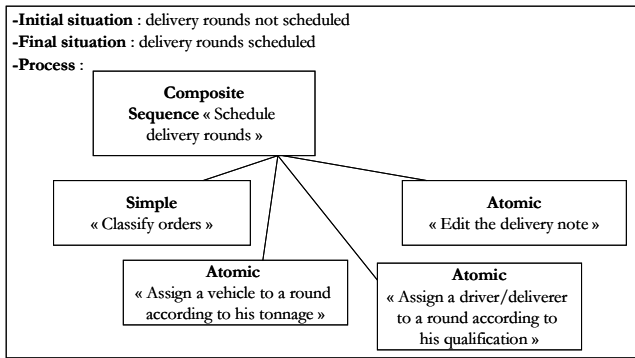 -Initial situation : delivery rounds not scheduled
-Final situation : delivery rounds scheduled
-Process :
Composite
Sequence « Schedule
delivery rounds »
Simple
« Classify orders »
Atomic
« Edit the delivery note »
Atomic
« Assign a vehicle to a round
according to his tonnage »
Atomic
« Assign a driver/deliverer
to a round according to
his qualification »